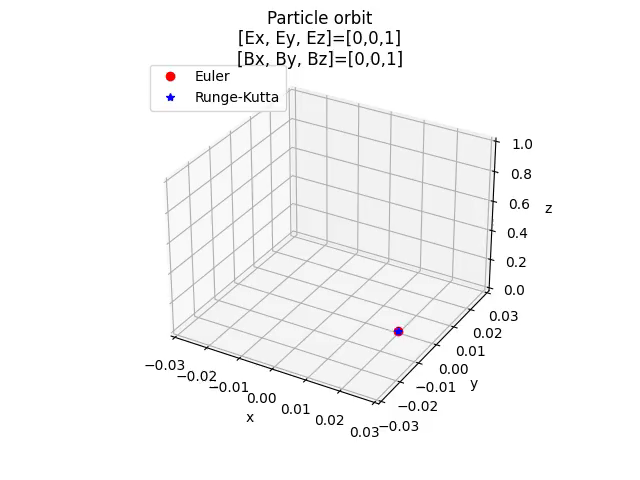 Particle orbit
[Ex, Ey, Ez]=[0,0,1]
[Bx, By, Bz]=[0,0,1]
Euler
Runge-Kutta
1.0
0.8
z
0.6
0.4
0.2
0.0
0.03
0.02
0.01
0.00
y
−0.01
−0.02
−0.03
−0.03
−0.02
−0.01
0.00
x
0.01
0.02
0.03